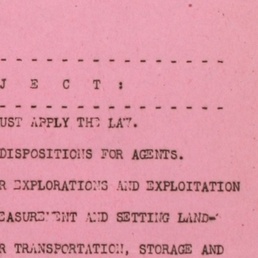 J E C T :
UST APPLY THE LAW.
DISPOSITIONS FOR AGENTS.
R EXPLORATIONS AND EXPLOITATION
EASUREMENT AND SETTING LAND-
R TRANSPORTATION, STORAGE AND